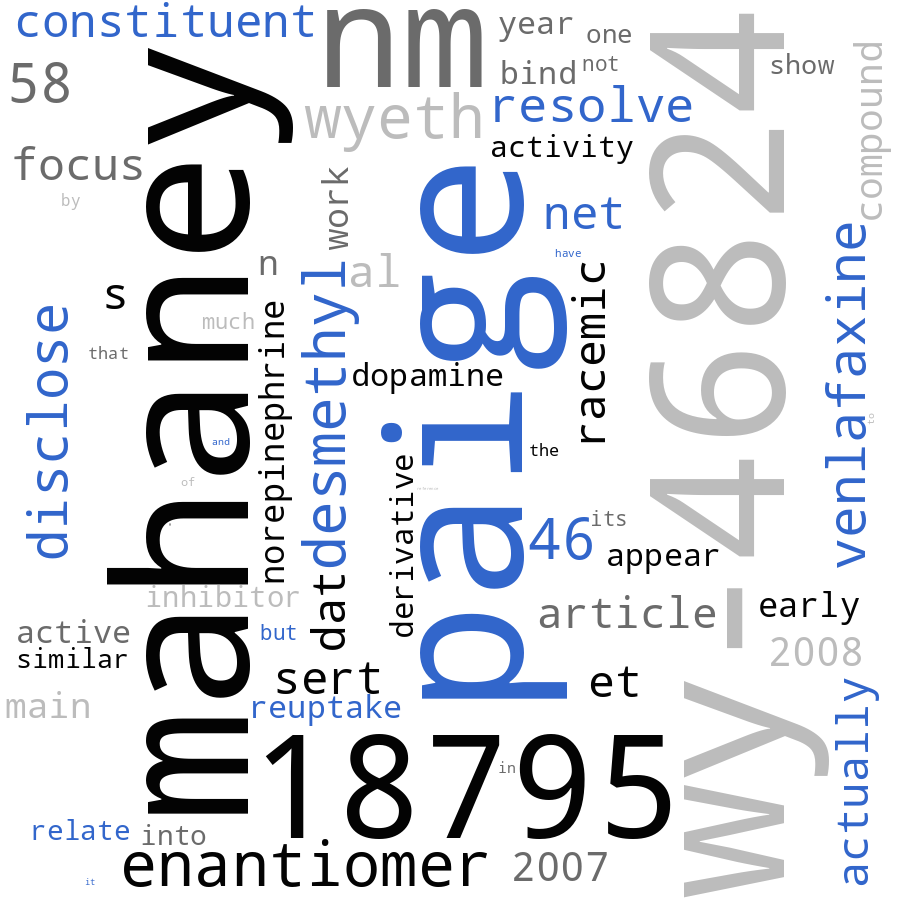 constituent
nm
year
one
58
bind
not
show
wyeth
resolve
focus
activity
by
mahaney
work
paige
net
wy-46824
compound
have
s
n
al
racemic
venlafaxine
disclose
much
that
norepinephrine
desmethyl
dopamine
and
the
to
of
derivative
46
its
appear
inhibitor
dat
article
early
active
but
similar
2008
sert
et
main
reuptake
actually
18795
in
relate
into
enantiomer
2007
it